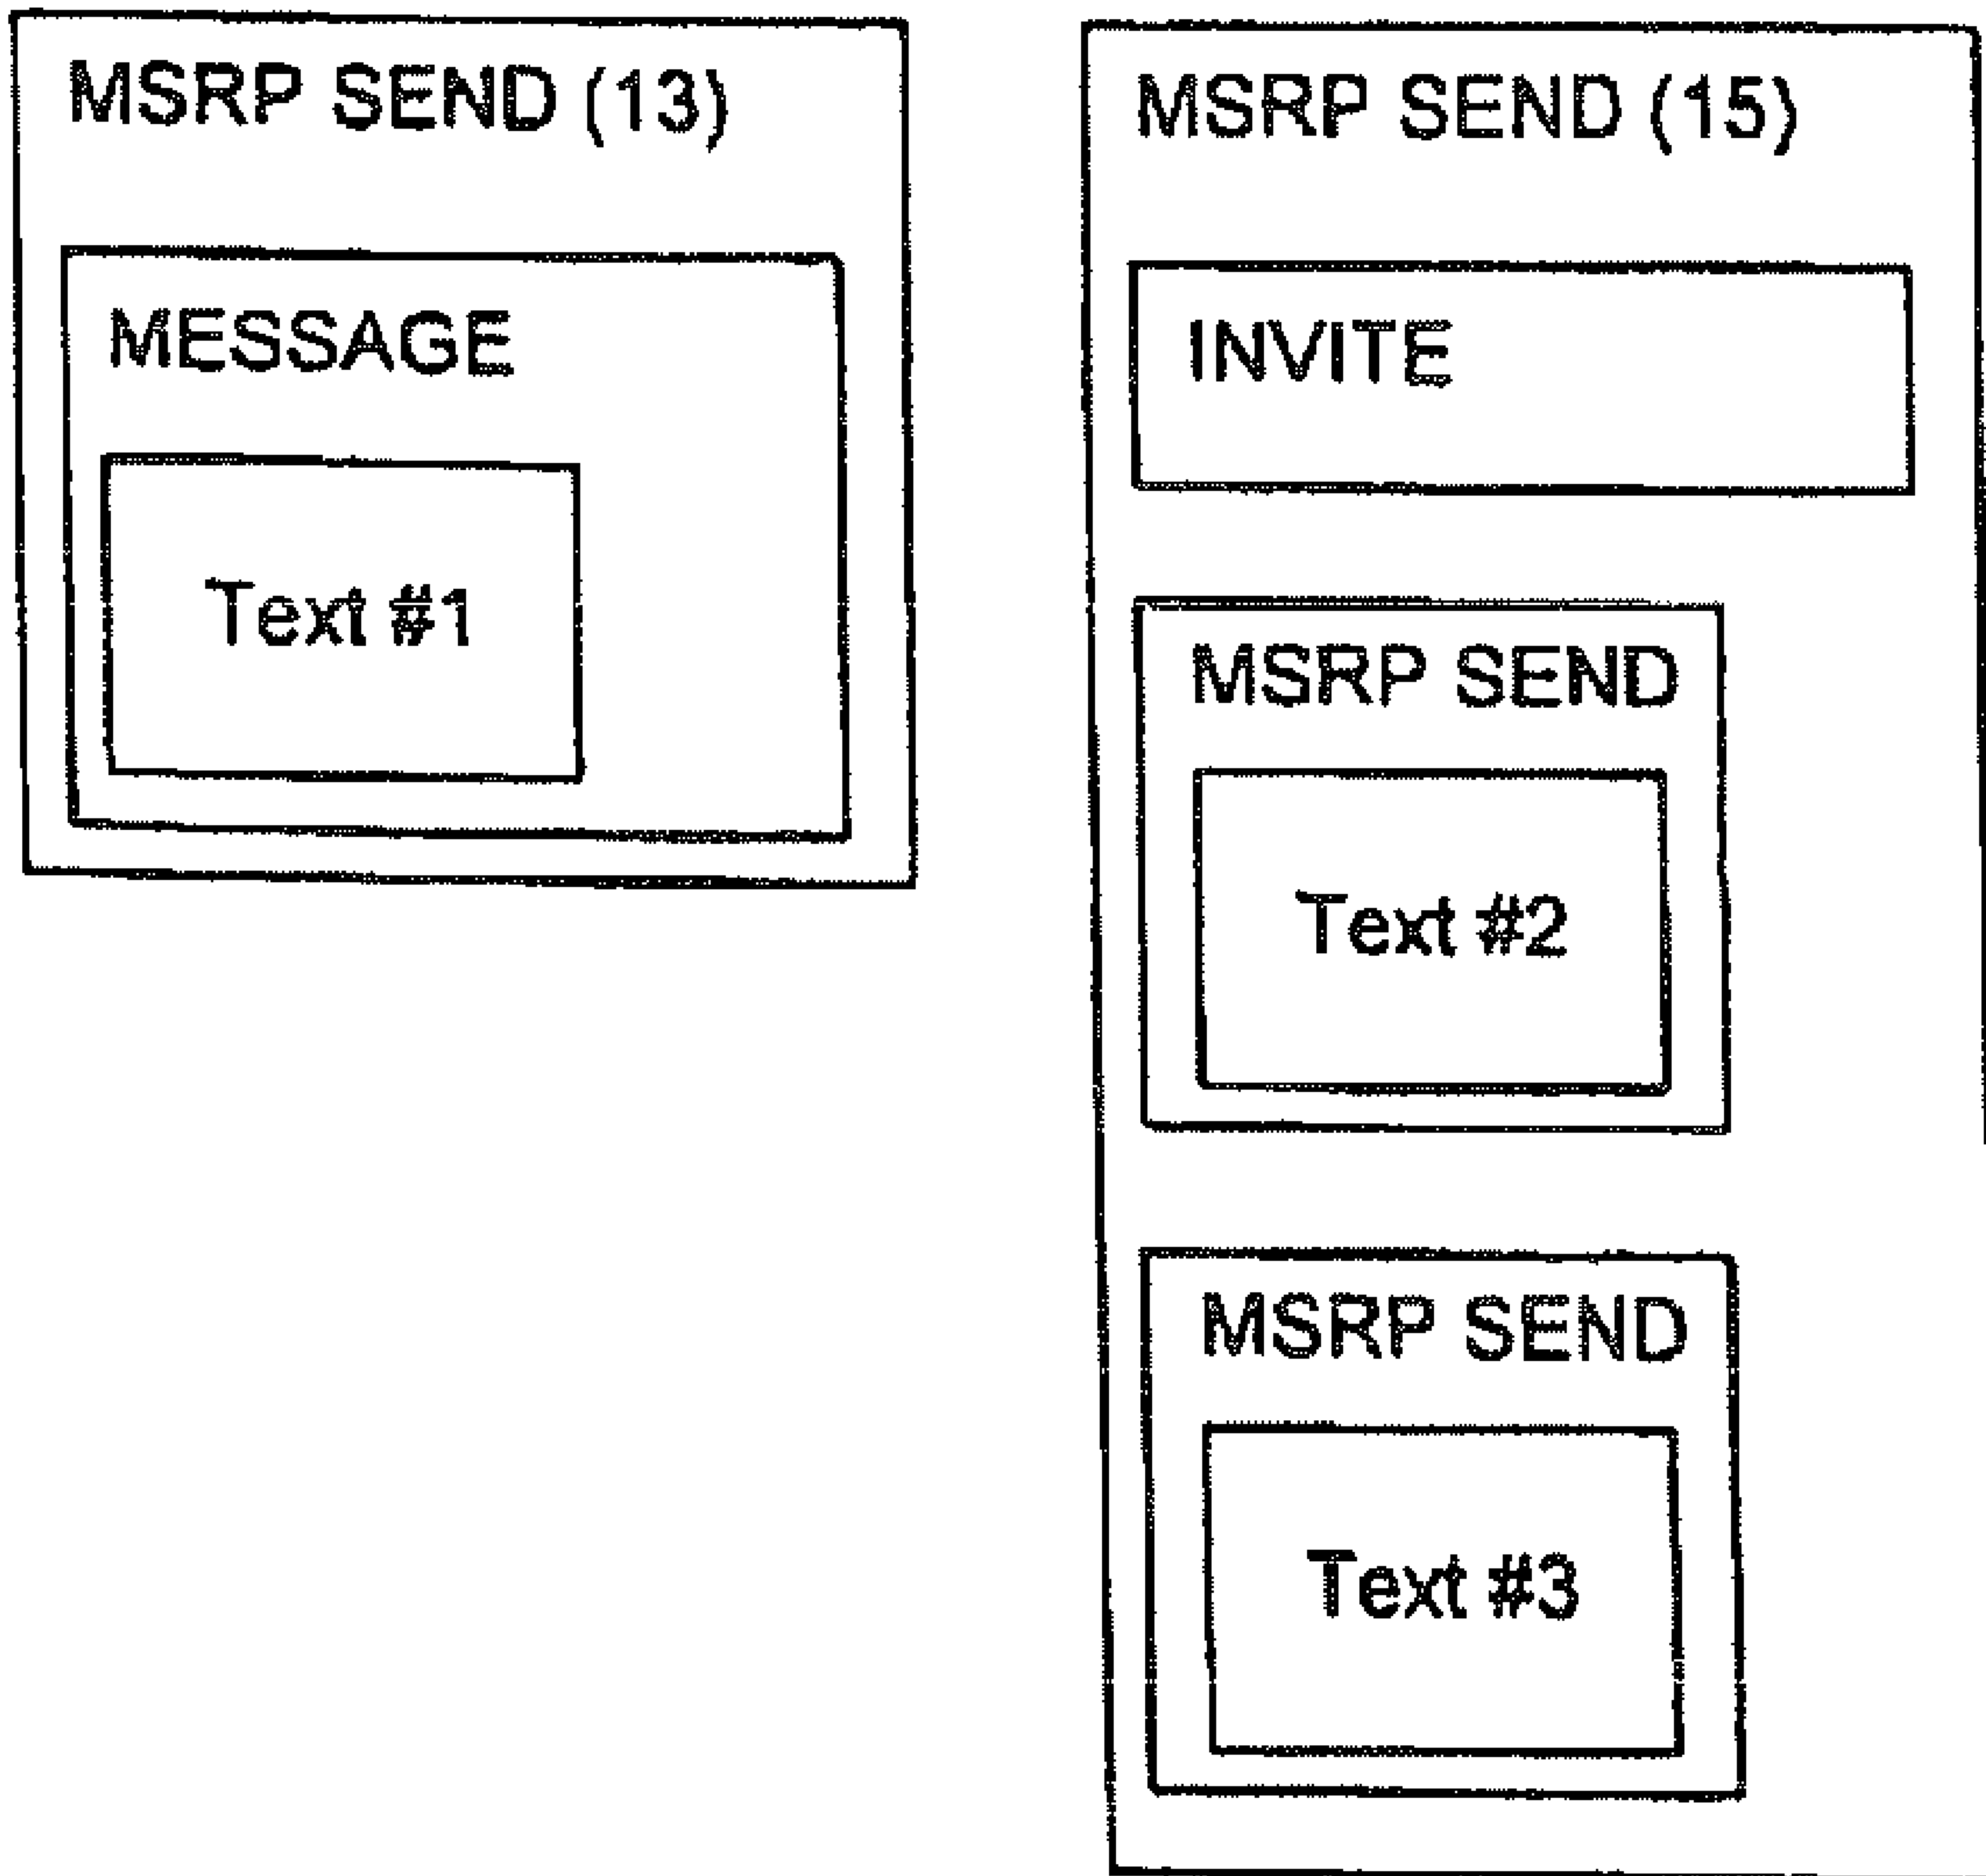 MSRP SEND (13)
MESSAGE
Text #1
MSRP SEND (15)
INVITE
MSRP SEND
Text #2
MSRP SEND
Text #3